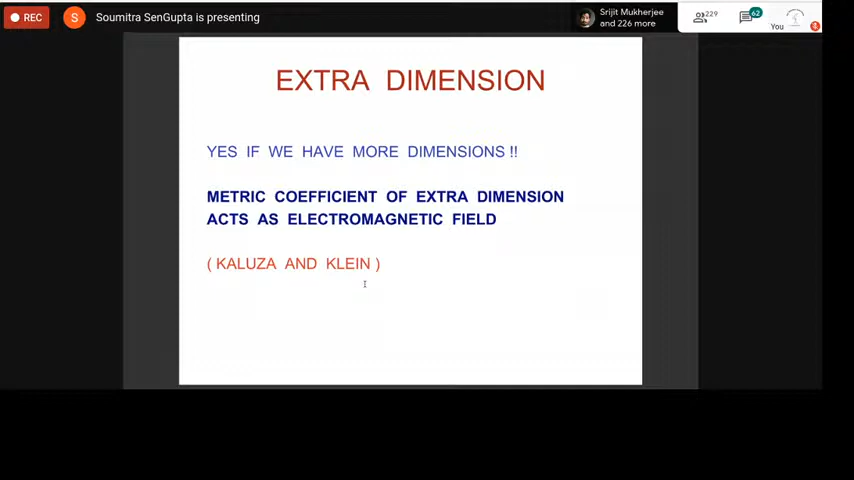 REC
S
Soumitra SenGupta is presenting
Srijit Mukherjee
and 226 more
229
62
You
EXTRA DIMENSION
YES IF WE HAVE MORE DIMENSIONS !!
METRIC COEFFICIENT OF EXTRA DIMENSION
ACTS AS ELECTROMAGNETIC FIELD
( KALUZA AND KLEIN )